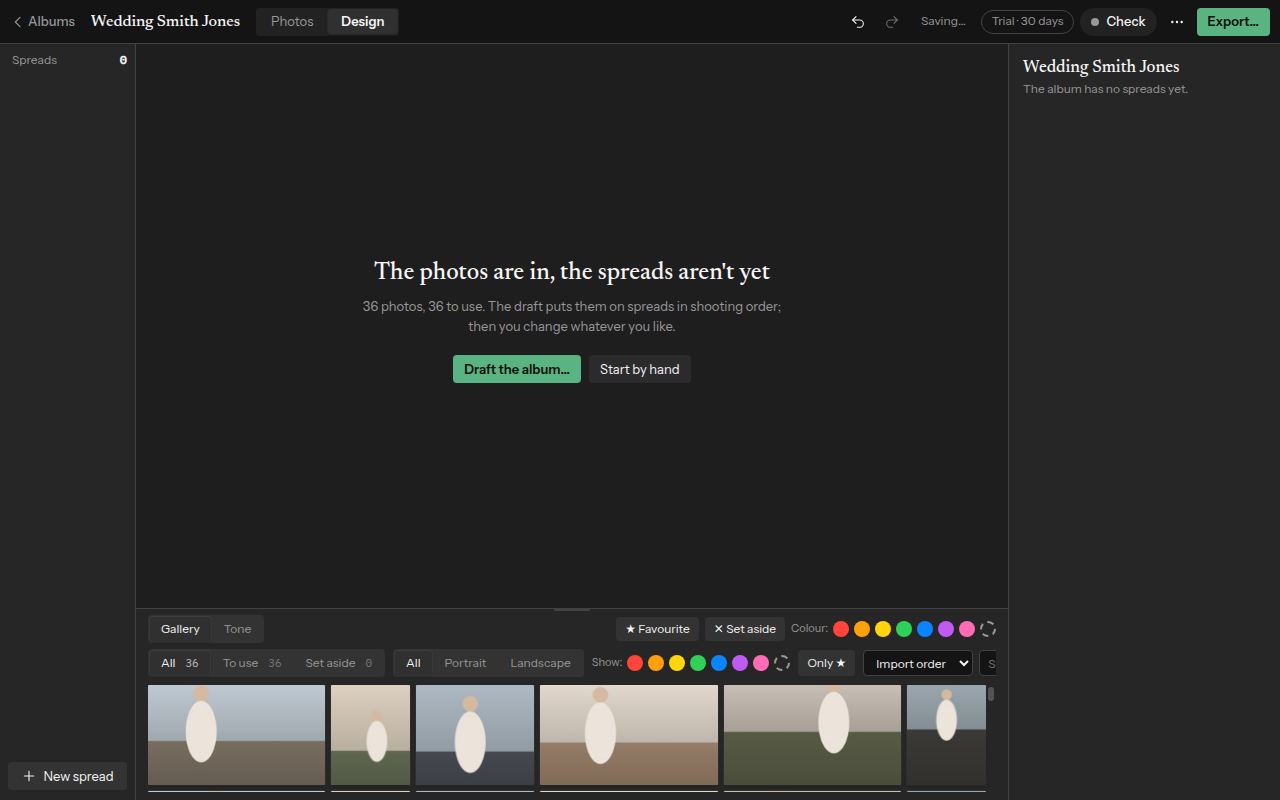 Albums
Wedding Smith Jones
Photos
Design
Saving...
Trial · 30 days
Check
Export...
Spreads
0
Wedding Smith Jones
The album has no spreads yet.
The photos are in, the spreads aren't yet
36 photos, 36 to use. The draft puts them on spreads in shooting order;
then you change whatever you like.
Draft the album...
Start by hand
Gallery
Tone
★ Favourite
✕ Set aside
Colour:
All 36
To use 36
Set aside 0
All
Portrait
Landscape
Show:
Only ★
Import order
New spread